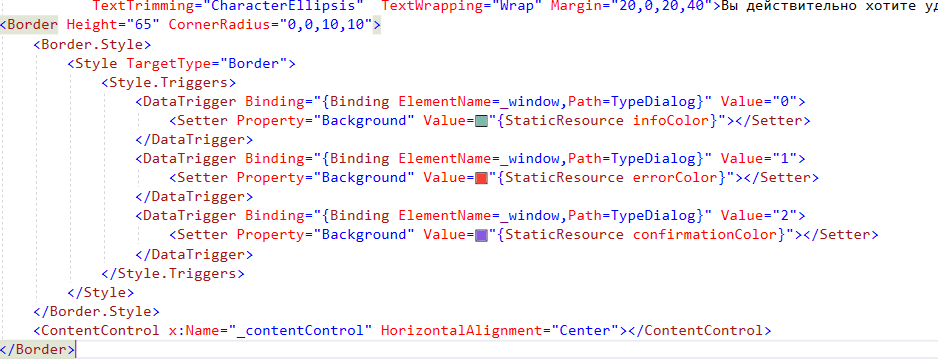 TextTrimming="CharacterEllipsis"  TextWrapping="Wrap" Margin="20,0,20,40">Вы действительно хотите уд
<Border Height="65" CornerRadius="0,0,10,10">
    <Border.Style>
        <Style TargetType="Border">
            <Style.Triggers>
                <DataTrigger Binding="{Binding ElementName=_window,Path=TypeDialog}" Value="0">
                    <Setter Property="Background" Value="{StaticResource infoColor}"></Setter>
                </DataTrigger>
                <DataTrigger Binding="{Binding ElementName=_window,Path=TypeDialog}" Value="1">
                    <Setter Property="Background" Value="{StaticResource errorColor}"></Setter>
                </DataTrigger>
                <DataTrigger Binding="{Binding ElementName=_window,Path=TypeDialog}" Value="2">
                    <Setter Property="Background" Value="{StaticResource confirmationColor}"></Setter>
                </DataTrigger>
            </Style.Triggers>
        </Style>
    </Border.Style>
    <ContentControl x:Name="_contentControl" HorizontalAlignment="Center"></ContentControl>
</Border>